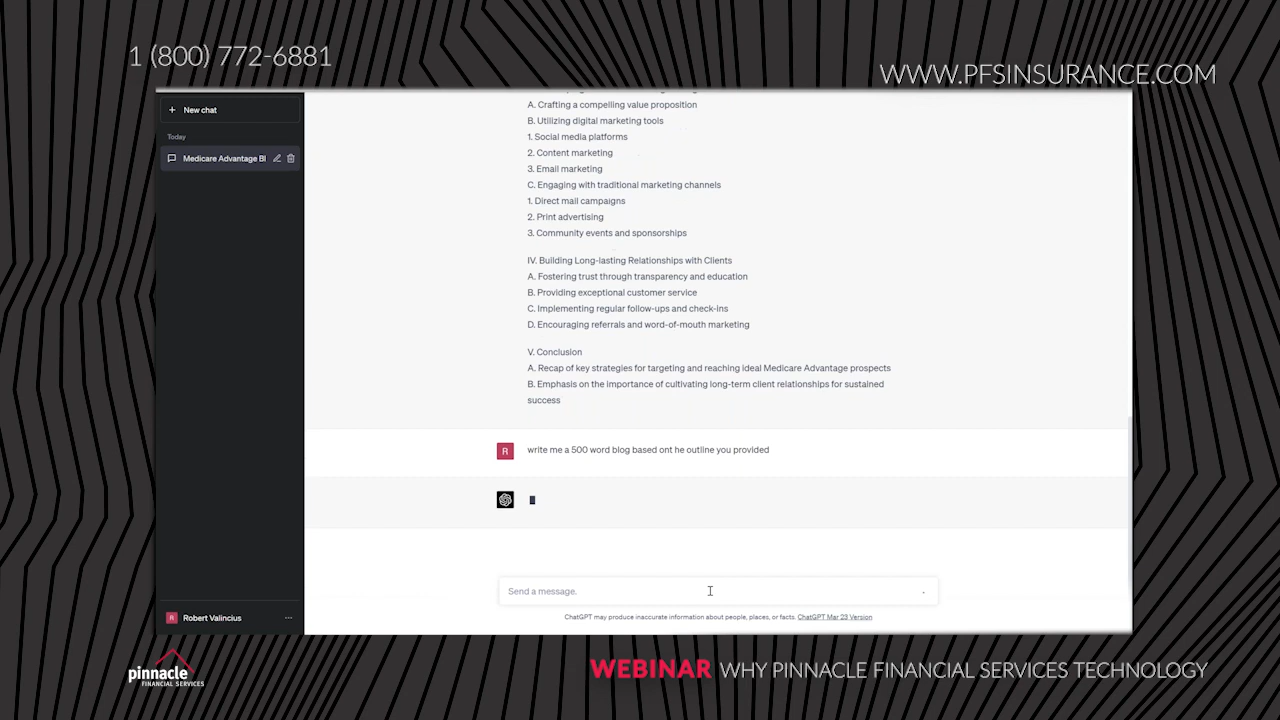 1 (800) 772-6881
WWW.PFSINSURANCE.COM
+ New chat
Today
Medicare Advantage Bl
A. Crafting a compelling value proposition
B. Utilizing digital marketing tools
1. Social media platforms
2. Content marketing
3. Email marketing
C. Engaging with traditional marketing channels
1. Direct mail campaigns
2. Print advertising
3. Community events and sponsorships
IV. Building Long-lasting Relationships with Clients
A. Fostering trust through transparency and education
B. Providing exceptional customer service
C. Implementing regular follow-ups and check-ins
D. Encouraging referrals and word-of-mouth marketing
V. Conclusion
A. Recap of key strategies for targeting and reaching ideal Medicare Advantage prospects
B. Emphasis on the importance of cultivating long-term client relationships for sustained
success
R
write me a 500 word blog based ont he outline you provided
Send a message.
ChatGPT may produce inaccurate information about people, places, or facts. ChatGPT Mar 23 Version
R Robert Valincius
pinnacle
FINANCIAL SERVICES
WEBINAR WHY PINNACLE FINANCIAL SERVICES TECHNOLOGY